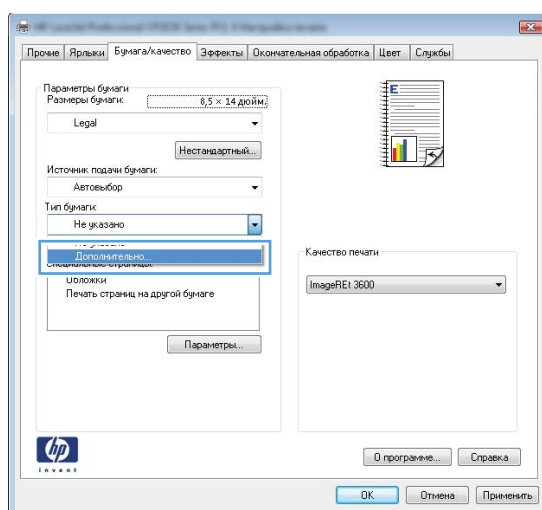 Прочие Ярлыки Бумага/качество Эффекты Окончательная обработка Цвет Службы
Параметры бумаги
Размеры бумаги: 8,5 × 14 дюйм.
Legal
Нестандартный...
Источник подачи бумаги:
Автовыбор
Тип бумаги:
Не указано
Дополнительно...
Обложки
Печать страниц на другой бумаге
Параметры...
E
Качество печати
ImageREt 3600
hp
invent
О программе... Справка
OK Отмена Применить